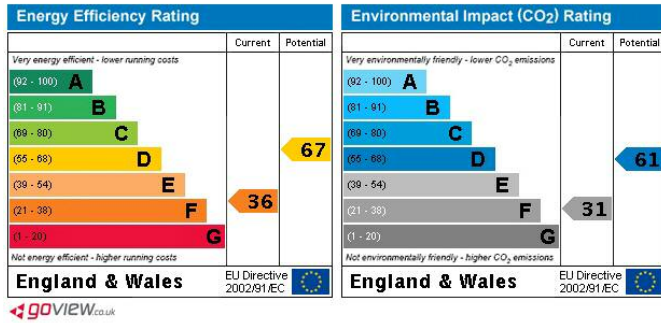 Energy Efficiency Rating
Current Potential
Very energy efficient - lower running costs
(92 - 100) A
(81 - 91) B
(69 - 80) C
(55 - 68) D
(39 - 54) E
(21 - 38) F
(1 - 20) G
67
36
Not energy efficient - higher running costs
England & Wales
EU Directive
2002/91/EC
Environmental Impact (CO2) Rating
Current Potential
Very environmentally friendly - lower CO2 emissions
(92 - 100) A
(81 - 91) B
(69 - 80) C
(55 - 68) D
(39 - 54) E
(21 - 38) F
(1 - 20) G
61
31
Not environmentally friendly - higher CO2 emissions
England & Wales
EU Directive
2002/91/EC
goview.co.uk